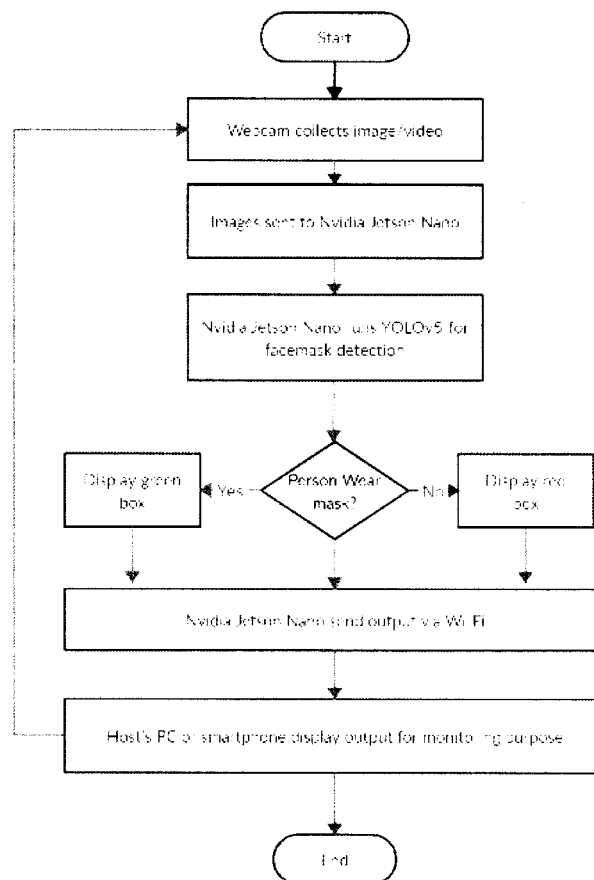 Start
Webcam collects image/video
Images sent to Nvidia Jetson Nano
Nvidia Jetson Nano runs YOLOv5 for
facemask detection
Person Wear
mask?
Yes
No
Display green
box
Display red
box
Nvidia Jetson Nano send output via Wi-Fi
Host's PC or smartphone display output for monitoring purpose
End